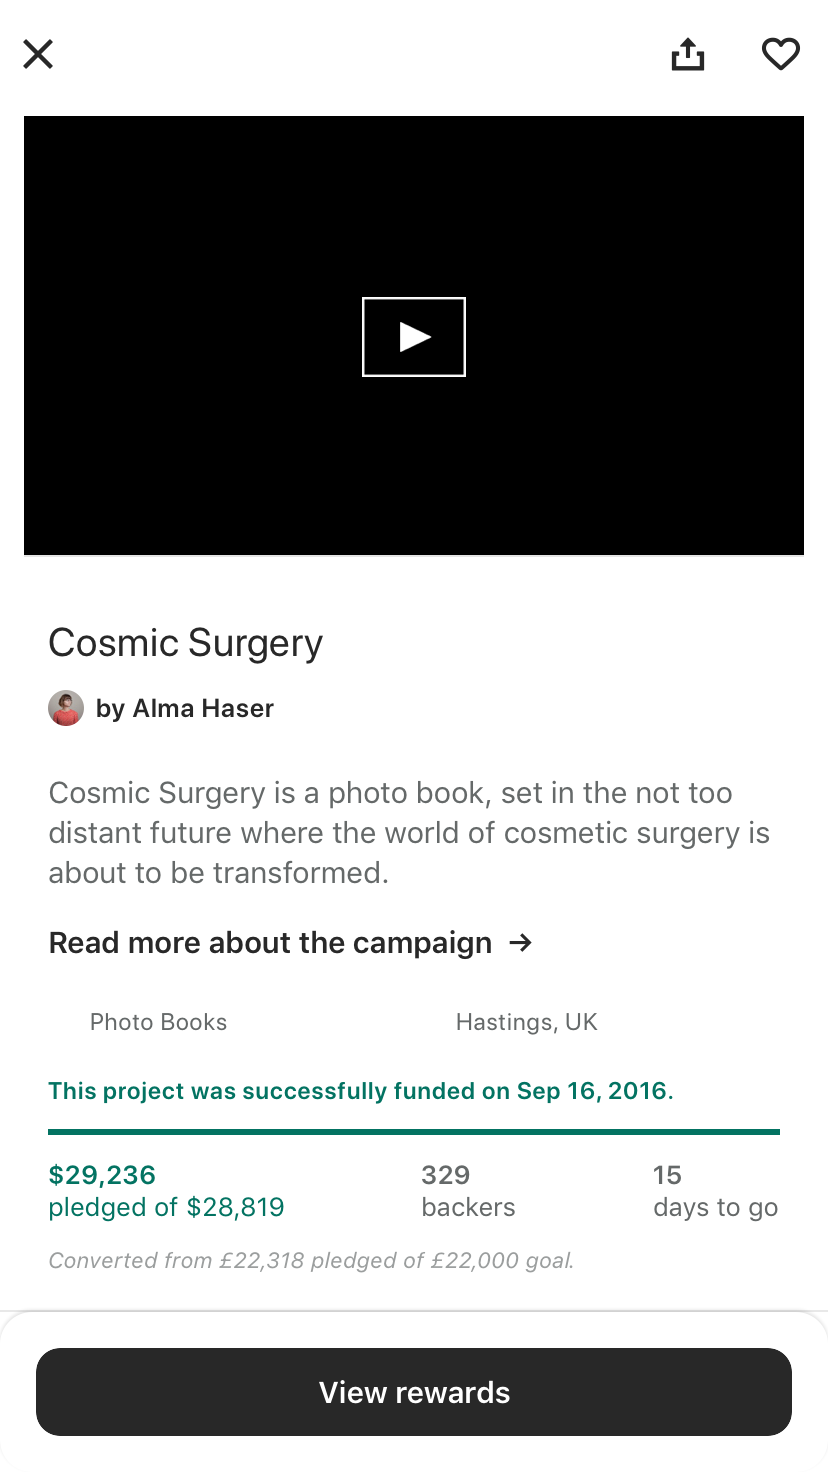 Cosmic Surgery
by Alma Haser
Cosmic Surgery is a photo book, set in the not too
distant future where the world of cosmetic surgery is
about to be transformed.
Read more about the campaign →
Photo Books
Hastings, UK
This project was successfully funded on Sep 16, 2016.
$29,236
pledged of $28,819
329
backers
15
days to go
Converted from £22,318 pledged of £22,000 goal.
View rewards